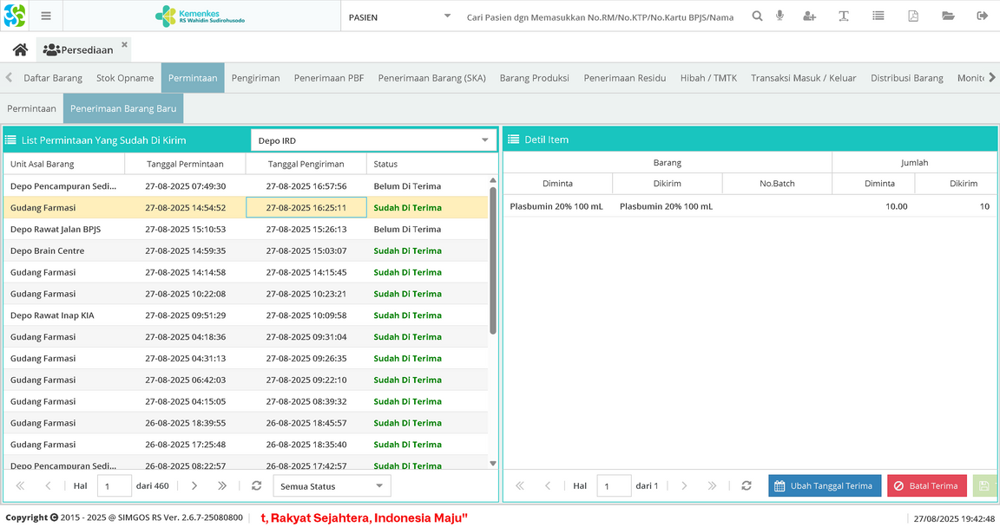 Kemenkes
RS Wahidin Sudirohusodo
PASIEN
Cari Pasien dgn Memasukkan No.RM/No.KTP/No.Kartu BPJS/Nama
Persediaan
Daftar Barang Stok Opname Permintaan Pengiriman Penerimaan PBF Penerimaan Barang (SKA) Barang Produksi Penerimaan Residu Hibah / TMTK Transaksi Masuk / Keluar Distribusi Barang Monit
Permintaan Penerimaan Barang Baru
List Permintaan Yang Sudah Di Kirim Depo IRD
Unit Asal Barang Tanggal Permintaan Tanggal Pengiriman Status
Depo Pencampuran Sedi... 27-08-2025 07:49:30 27-08-2025 16:57:56 Belum Di Terima
Gudang Farmasi 27-08-2025 14:54:52 27-08-2025 16:25:11 Sudah Di Terima
Depo Rawat Jalan BPJS 27-08-2025 15:10:53 27-08-2025 15:26:13 Belum Di Terima
Depo Brain Centre 27-08-2025 14:59:35 27-08-2025 15:03:07 Sudah Di Terima
Gudang Farmasi 27-08-2025 14:14:58 27-08-2025 14:15:45 Sudah Di Terima
Gudang Farmasi 27-08-2025 10:22:08 27-08-2025 10:23:21 Sudah Di Terima
Depo Rawat Inap KIA 27-08-2025 09:51:29 27-08-2025 10:09:58 Sudah Di Terima
Gudang Farmasi 27-08-2025 04:18:36 27-08-2025 09:31:04 Sudah Di Terima
Gudang Farmasi 27-08-2025 04:31:13 27-08-2025 09:26:35 Sudah Di Terima
Gudang Farmasi 27-08-2025 06:42:03 27-08-2025 09:22:10 Sudah Di Terima
Gudang Farmasi 27-08-2025 04:15:05 27-08-2025 08:39:32 Sudah Di Terima
Gudang Farmasi 26-08-2025 18:39:55 26-08-2025 18:45:57 Sudah Di Terima
Gudang Farmasi 26-08-2025 17:25:48 26-08-2025 18:35:40 Sudah Di Terima
Depo Pencampuran Sedi... 26-08-2025 08:22:57 26-08-2025 17:42:57 Sudah Di Terima
Hal 1 dari 460 Semua Status
Detil Item
Barang Jumlah
Diminta Dikirim No.Batch Diminta Dikirim
Plasbumin 20% 100 mL Plasbumin 20% 100 mL 10.00 10
Hal 1 dari 1 Ubah Tanggal Terima Batal Terima
Copyright © 2015 - 2025 @ SIMGOS RS Ver. 2.6.7-25080800 t, Rakyat Sejahtera, Indonesia Maju" 27/08/2025 19:42:48